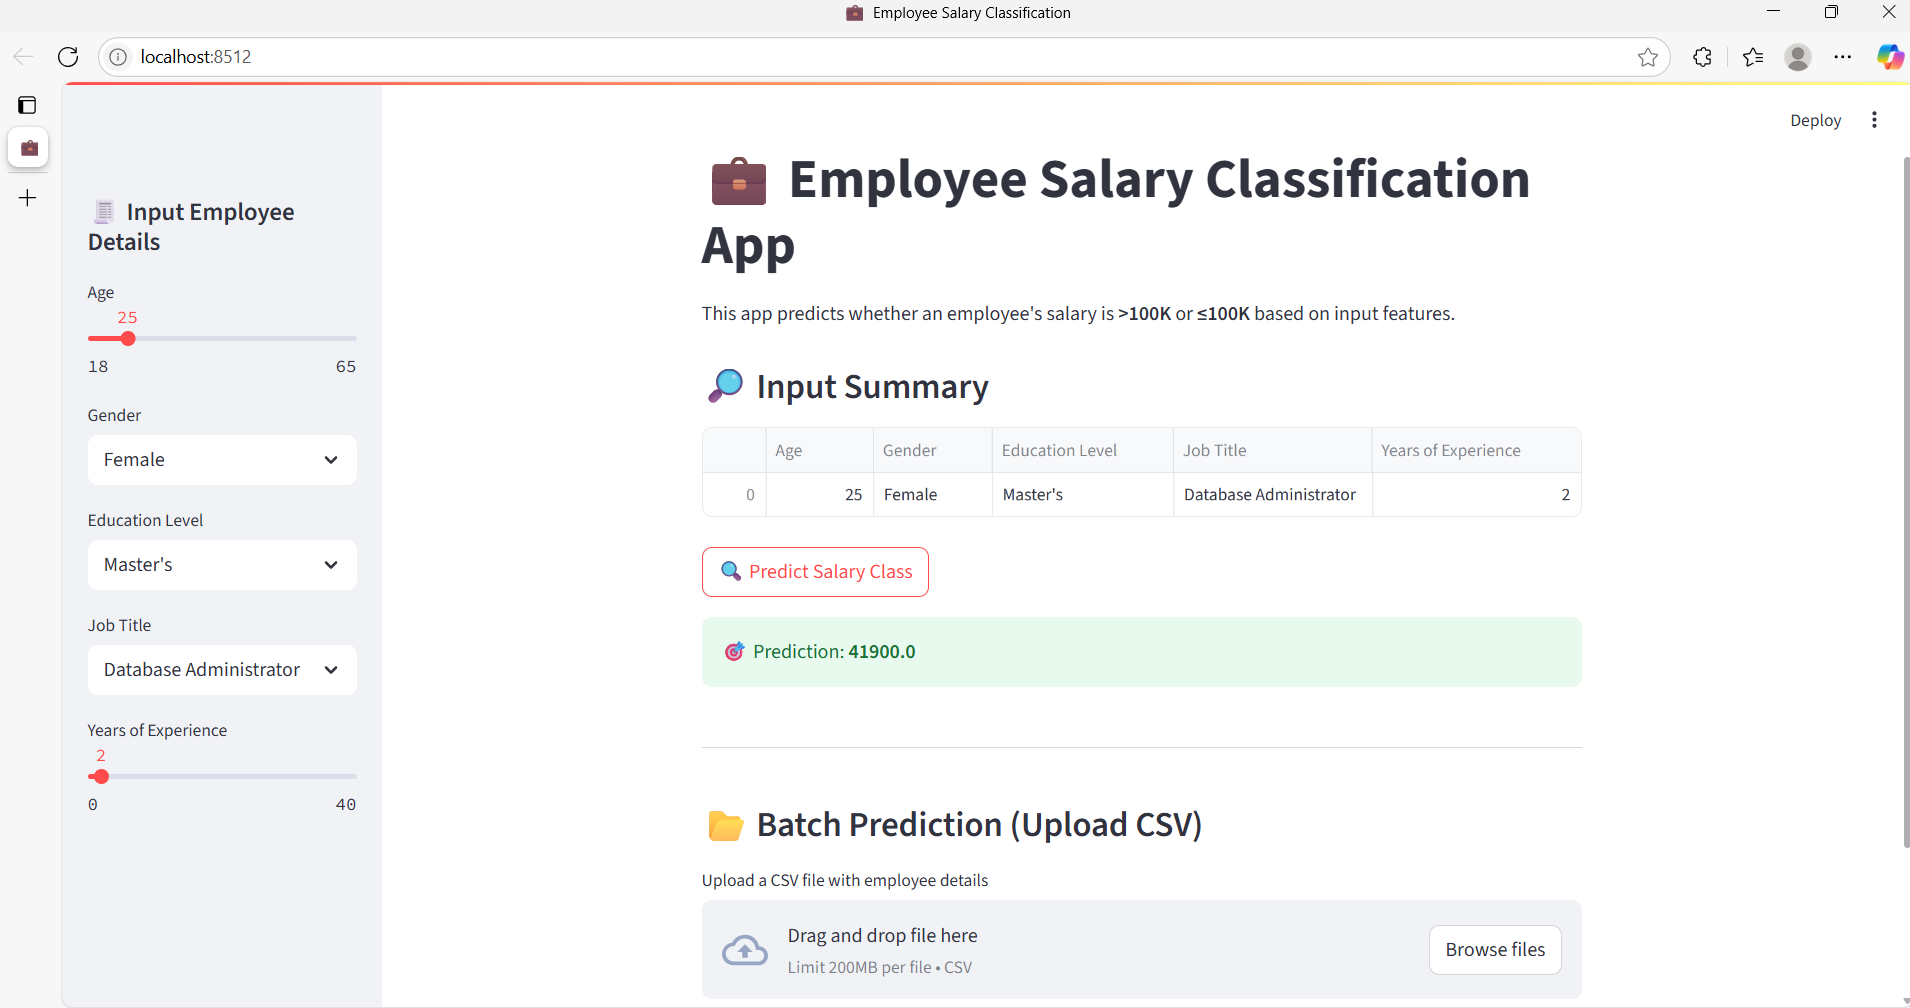 Employee Salary Classification
localhost:8512
Deploy
Input Employee
Details
Age
25
18 65
Gender
Female
Education Level
Master's
Job Title
Database Administrator
Years of Experience
2
0 40
Employee Salary Classification
App
This app predicts whether an employee's salary is >100K or ≤100K based on input features.
Input Summary
Age Gender Education Level Job Title Years of Experience
0 25 Female Master's Database Administrator 2
Predict Salary Class
Prediction: 41900.0
Batch Prediction (Upload CSV)
Upload a CSV file with employee details
Drag and drop file here
Limit 200MB per file • CSV
Browse files